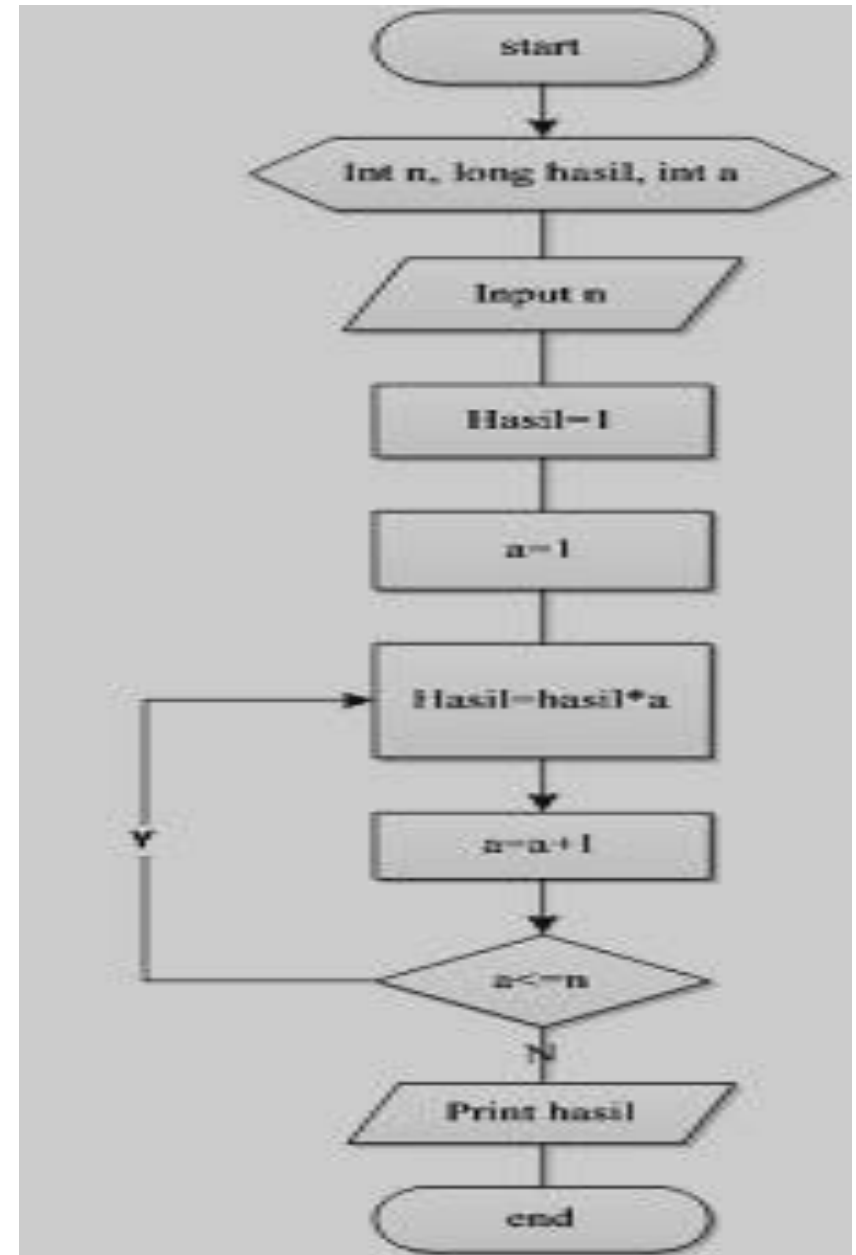 start
Int n, long hasil, int a
Input n
Hasil=1
a=1
Hasil=hasil*a
a=a+1
Y
a<=n
N
Print hasil
end